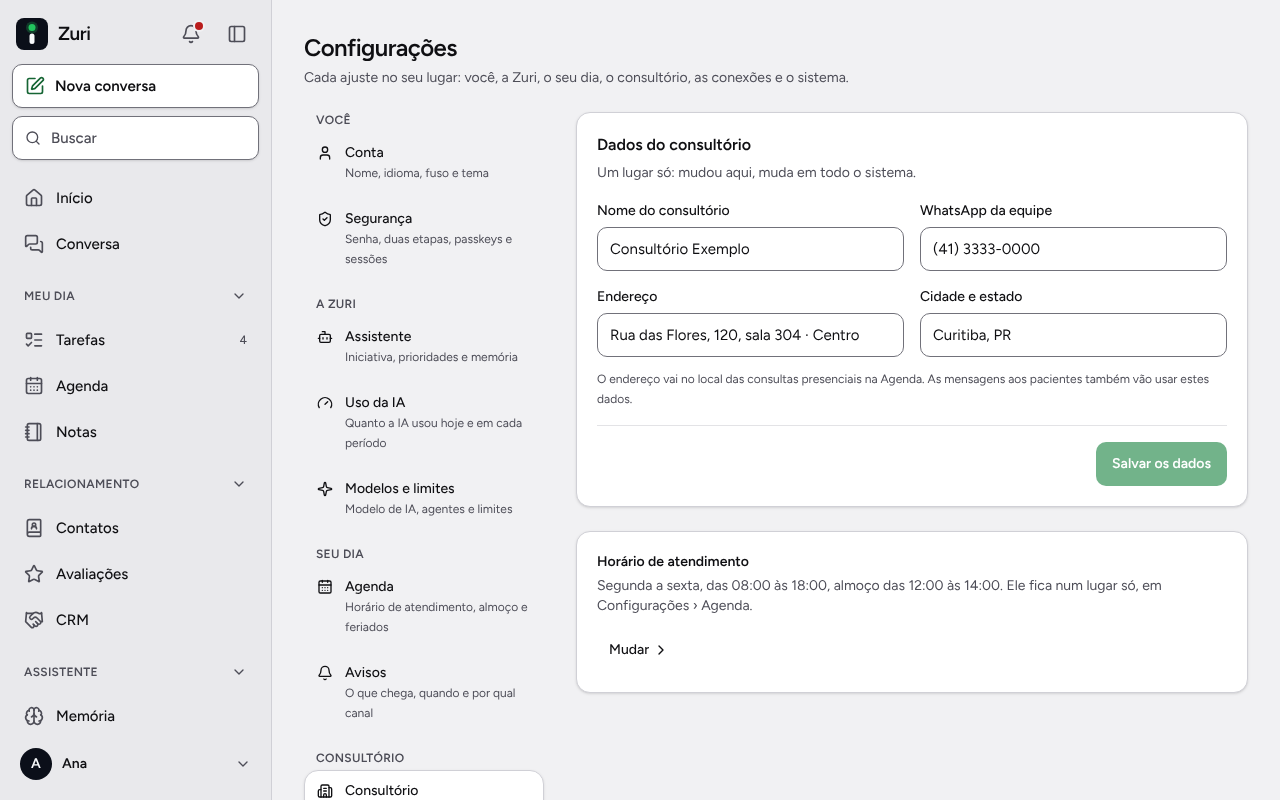 Zuri
Nova conversa
Buscar
Início
Conversa
MEU DIA
Tarefas
4
Agenda
Notas
RELACIONAMENTO
Contatos
Avaliações
CRM
ASSISTENTE
Memória
A
Ana
Configurações
Cada ajuste no seu lugar: você, a Zuri, o seu dia, o consultório, as conexões e o sistema.
VOCÊ
Conta
Nome, idioma, fuso e tema
Segurança
Senha, duas etapas, passkeys e
sessões
A ZURI
Assistente
Iniciativa, prioridades e memória
Uso da IA
Quanto a IA usou hoje e em cada
período
Modelos e limites
Modelo de IA, agentes e limites
SEU DIA
Agenda
Horário de atendimento, almoço e
feriados
Avisos
O que chega, quando e por qual
canal
CONSULTÓRIO
Consultório
Dados do consultório
Um lugar só: mudou aqui, muda em todo o sistema.
Nome do consultório
WhatsApp da equipe
Consultório Exemplo
(41) 3333-0000
Endereço
Cidade e estado
Rua das Flores, 120, sala 304 · Centro
Curitiba, PR
O endereço vai no local das consultas presenciais na Agenda. As mensagens aos pacientes também vão usar estes
dados.
Salvar os dados
Horário de atendimento
Segunda a sexta, das 08:00 às 18:00, almoço das 12:00 às 14:00. Ele fica num lugar só, em
Configurações › Agenda.
Mudar